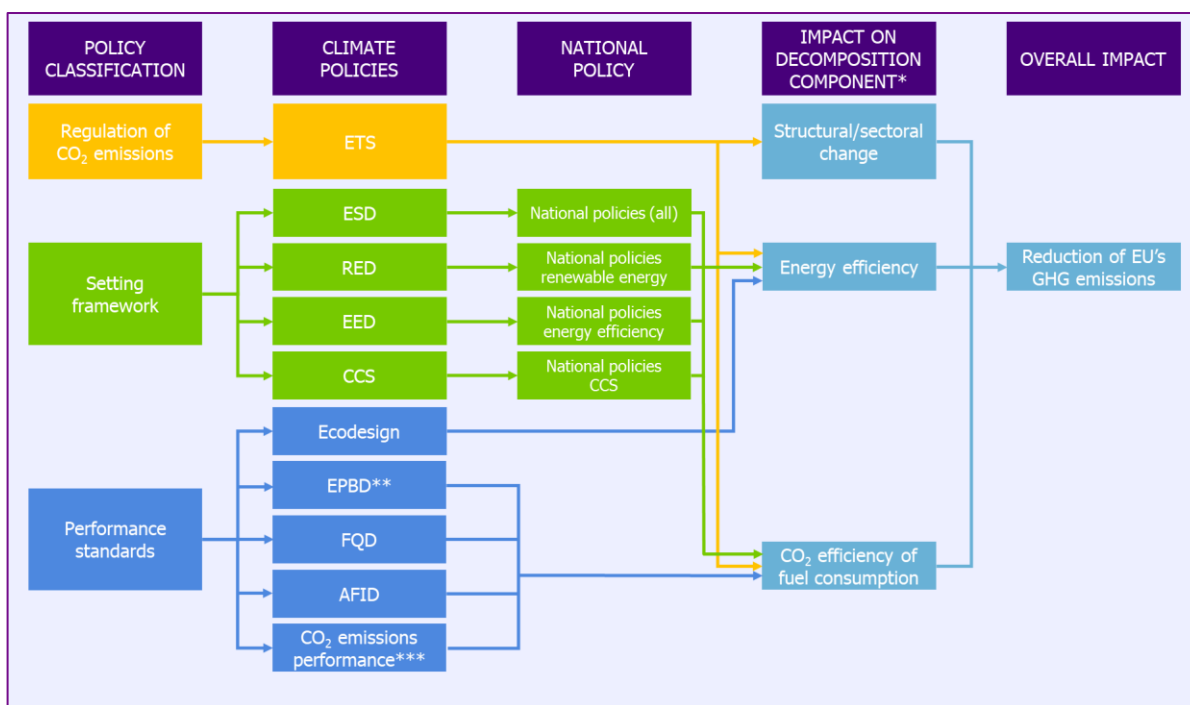 POLICY
CLASSIFICATION
CLIMATE
POLICIES
NATIONAL
POLICY
IMPACT ON
DECOMPOSITION
COMPONENT*
OVERALL IMPACT
Regulation of
CO₂ emissions
ETS
Structural/sectoral
change
Setting
framework
ESD
National policies (all)
RED
National policies
renewable energy
Energy efficiency
Reduction of EU's
GHG emissions
EED
National policies
energy efficiency
CCS
National policies
CCS
Performance
standards
Ecodesign
EPBD**
FQD
AFID
CO₂ emissions
performance***
CO₂ efficiency of
fuel consumption